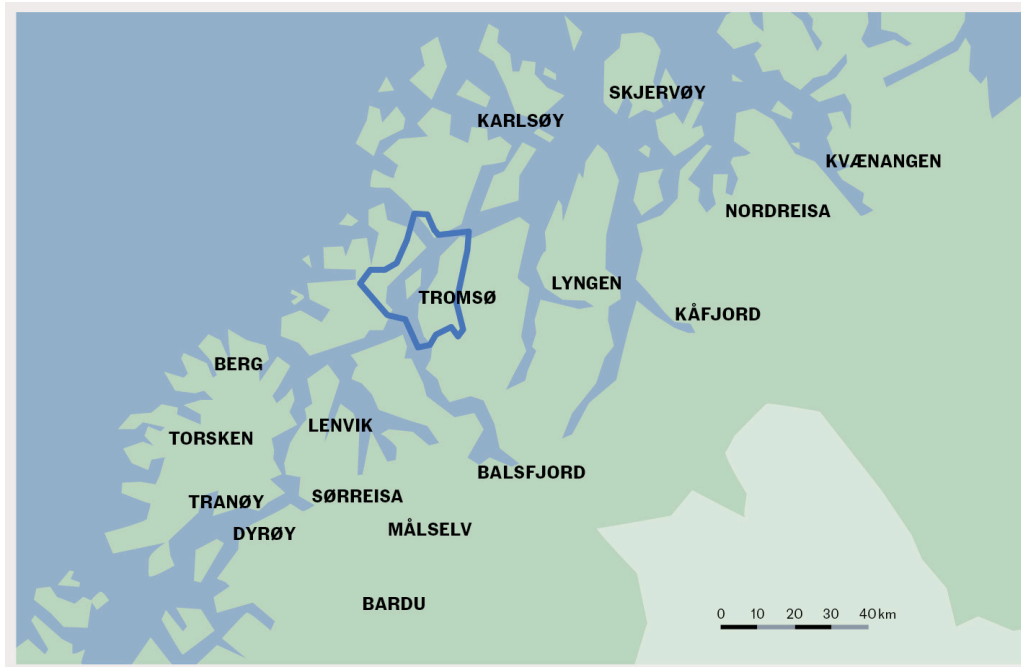 SKJERVØY
KARLSØY
KVÆNANGEN
NORDREISA
LYNGEN
TROMSØ
KÅFJORD
BERG
LENVIK
TORSKEN
BALSFJORD
SØRREISA
TRANØY
MÅLSELV
DYRØY
BARDU
0 10 20 30 40 km